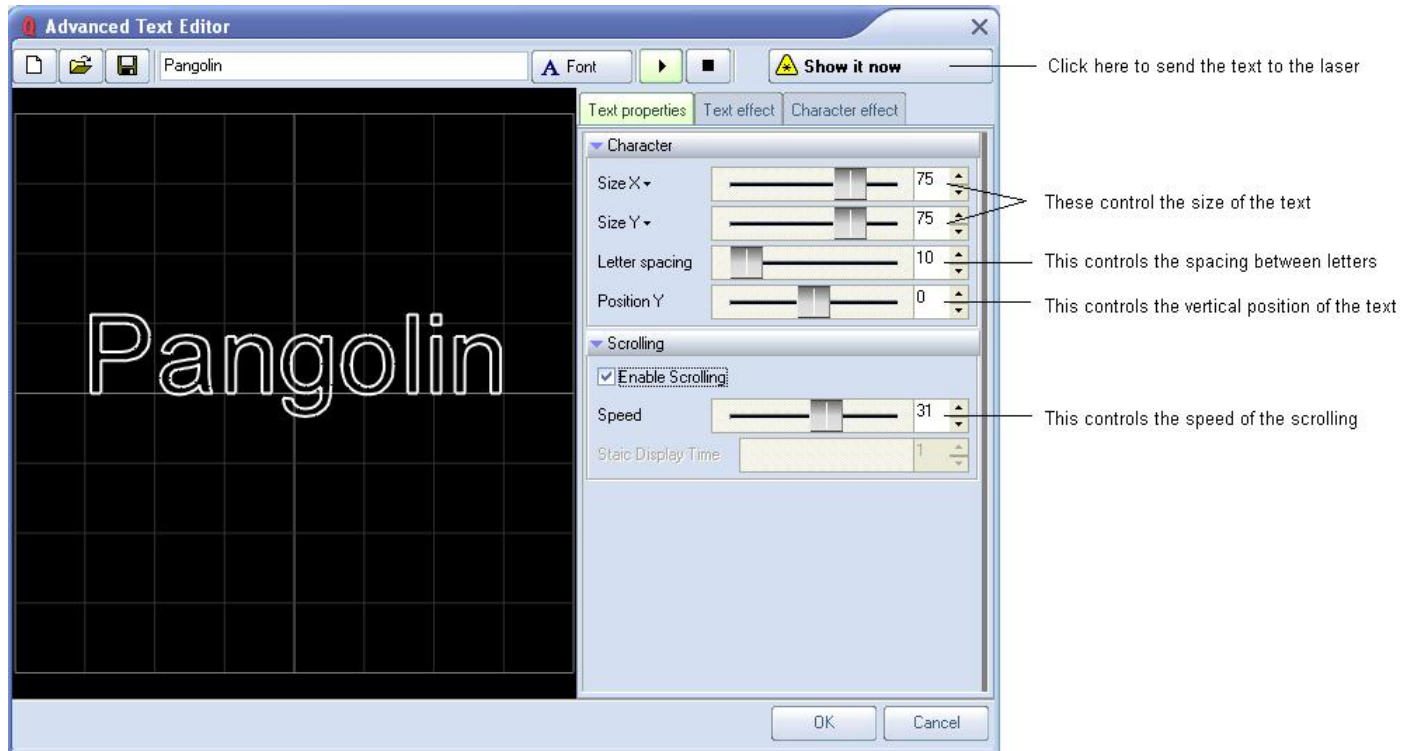 Advanced Text Editor
Pangolin
A Font
Show it now
Click here to send the text to the laser
Text properties Text effect Character effect
Character
Size X 75
These control the size of the text
Size Y 75
Letter spacing 10
This controls the spacing between letters
Position Y 0
This controls the vertical position of the text
Pangolin
Scrolling
Enable Scrolling
Speed 31
This controls the speed of the scrolling
Staic Display Time 1
OK Cancel